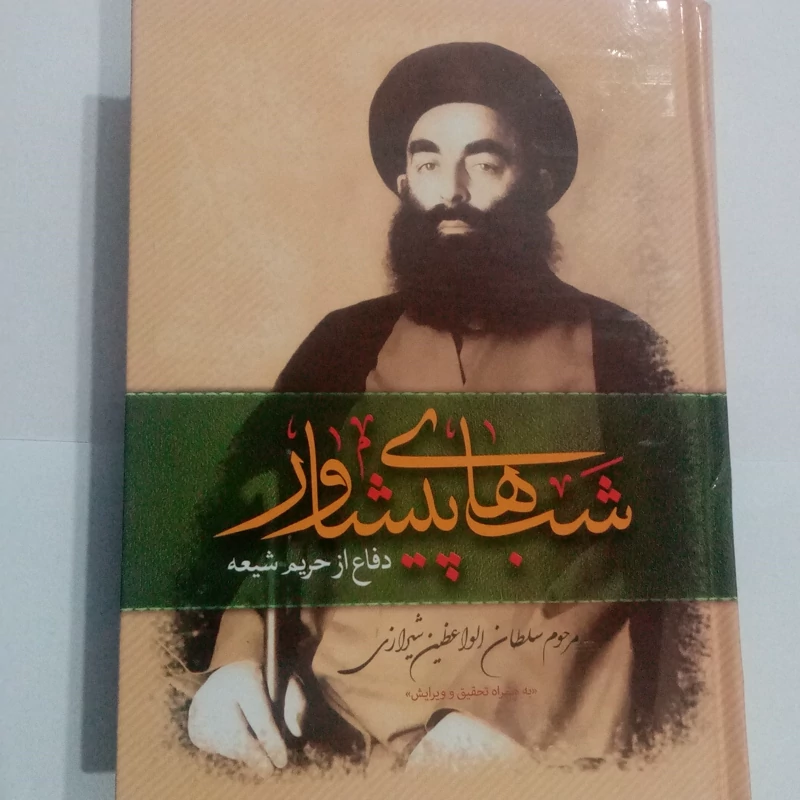 شب‌های پیشاور
دفاع از حریم شیعه
مرحوم سلطان الواعظین شیرازی
«به همراه تحقیق و ویرایش»